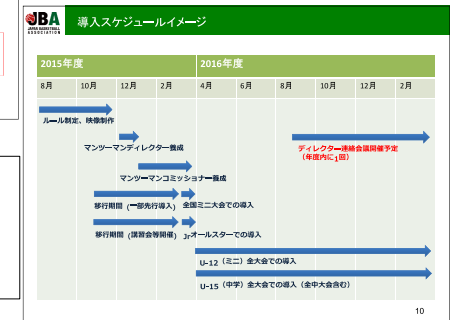 JBA
JAPAN BASKETBALL
ASSOCIATION
導入スケジュールイメージ
2015年度 2016年度
8月 10月 12月 2月 4月 6月 8月 10月 12月 2月
ルール制定、映像制作
マンツーマンディレクター養成
ディレクター連絡会議開催予定
（年度内に1回）
マンツーマンコミッショナー養成
移行期間（一部先行導入） 全国ミニ大会での導入
移行期間（講習会等開催） Jrオールスターでの導入
U-12（ミニ）全大会での導入
U-15（中学）全大会での導入（全中大会含む）
10